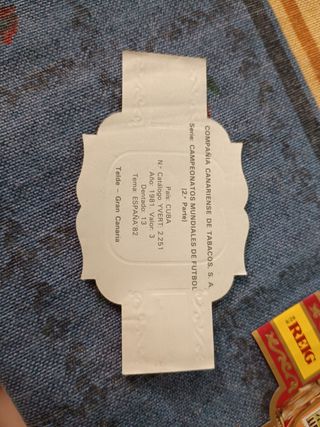 COMPAÑIA CANARIENSE DE TABACOS, S. A.
Serie: CAMPEONATOS MUNDIALES DE FUTBOL
(2.ª Parte)
País: CUBA
N.º Catálogo YVERT: 2.251
Año: 1981. Valor: 3
Dentado: 13
Tema: ESPAÑA'82
Telde - Gran Canaria
REIG